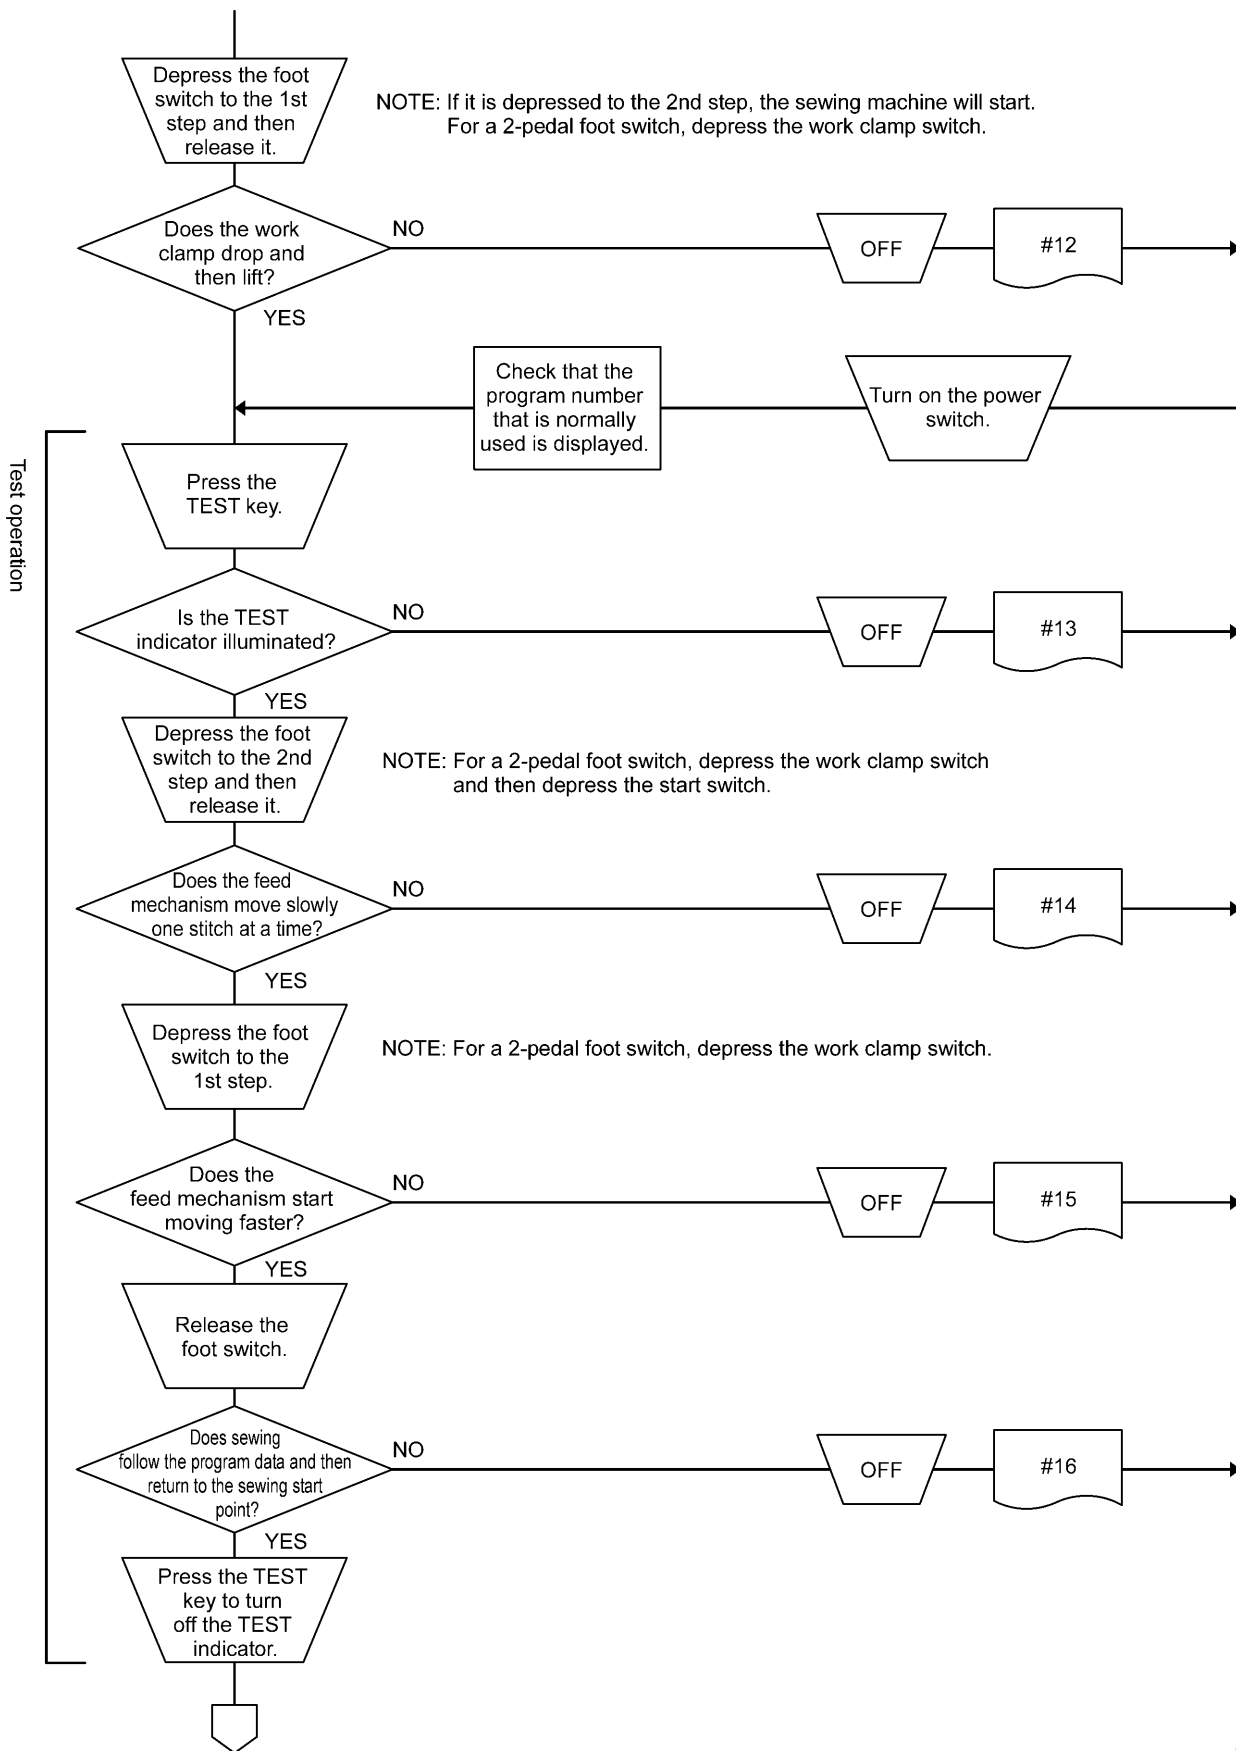 Depress the foot
switch to the 1st
step and then
release it.
NOTE: If it is depressed to the 2nd step, the sewing machine will start.
For a 2-pedal foot switch, depress the work clamp switch.
Does the work
clamp drop and
then lift?
NO
OFF
#12
YES
Check that the
program number
that is normally
used is displayed.
Turn on the power
switch.
Test operation
Press the
TEST key.
Is the TEST
indicator illuminated?
NO
OFF
#13
YES
Depress the foot
switch to the 2nd
step and then
release it.
NOTE: For a 2-pedal foot switch, depress the work clamp switch
and then depress the start switch.
Does the feed
mechanism move slowly
one stitch at a time?
NO
OFF
#14
YES
Depress the foot
switch to the
1st step.
NOTE: For a 2-pedal foot switch, depress the work clamp switch.
Does the
feed mechanism start
moving faster?
NO
OFF
#15
YES
Release the
foot switch.
Does sewing
follow the program data and then
return to the sewing start
point?
NO
OFF
#16
YES
Press the TEST
key to turn
off the TEST
indicator.